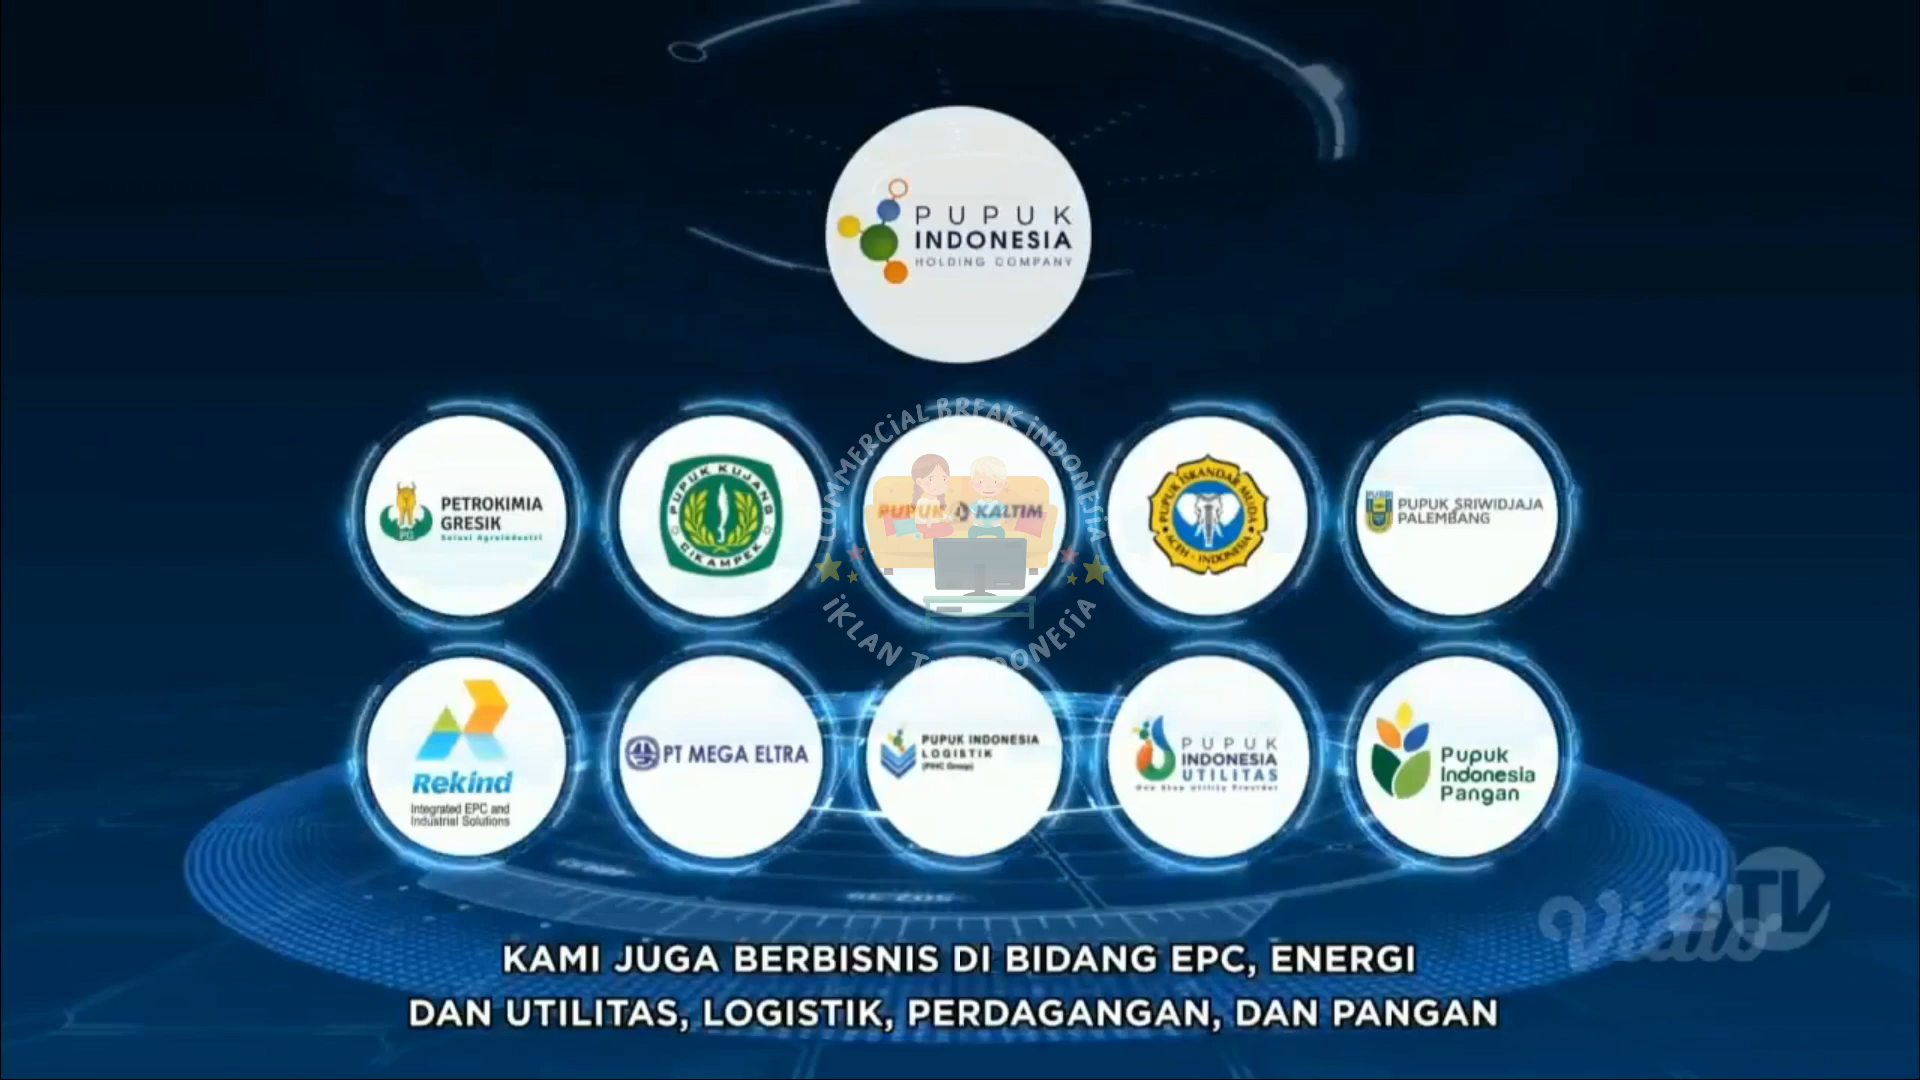 PUPUK
INDONESIA
HOLDING COMPANY
COMMERCIAL BREAK INDONESIA
PETROKIMIA
GRESIK
Solusi Agroindustri
PG
PUPUK KUJANG
CIKAMPEK
PUPUK KALTIM
PUPUK ISKANDAR MUDA
ACEH - INDONESIA
PUSRI
PUPUK SRIWIDJAJA
PALEMBANG
IKLAN
Rekind
Integrated EPC and
Industrial Solutions
PT MEGA ELTRA
PUPUK INDONESIA
LOGISTIK
(PIHC Group)
PUPUK
INDONESIA
UTILITAS
One Stop Utility Provider
Pupuk
Indonesia
Pangan
BTV
Vidio
KAMI JUGA BERBISNIS DI BIDANG EPC, ENERGI
DAN UTILITAS, LOGISTIK, PERDAGANGAN, DAN PANGAN